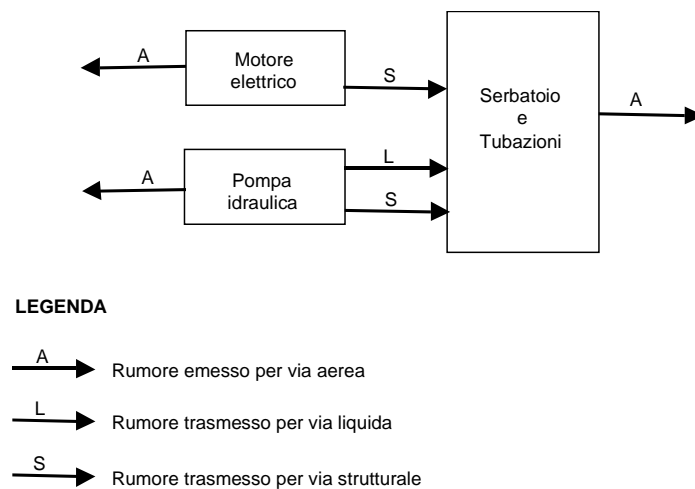 A
Motore
elettrico
S
Serbatoio
e
Tubazioni
A
A
Pompa
idraulica
L
S
LEGENDA
A
Rumore emesso per via aerea
L
Rumore trasmesso per via liquida
S
Rumore trasmesso per via strutturale